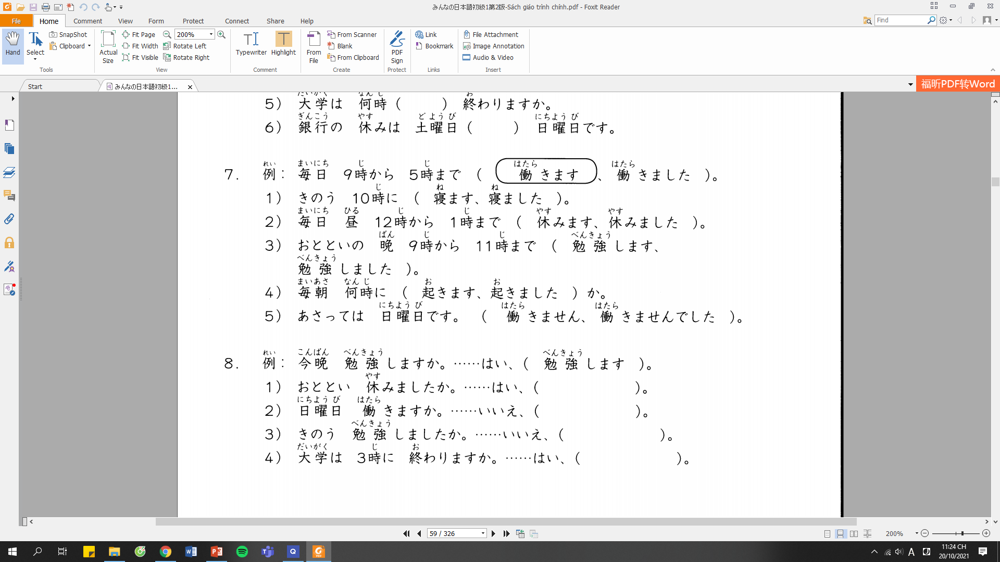 みんなの日本語初級1第2版-Sách giáo trình chính.pdf - Foxit Reader
File Home Comment View Form Protect Connect Share Help Find
Hand Select SnapShot Clipboard Actual Size Fit Page Fit Width Fit Visible 200% Rotate Left Rotate Right Typewriter Highlight From File From Scanner Blank From Clipboard PDF Sign Link Bookmark File Attachment Image Annotation Audio & Video
Tools View Comment Create Protect Links Insert
Start みんなの日本語初級1... 福昕PDF转Word
だいがく なんじ お
5） 大学は 何時（ ） 終わりますか。
ぎんこう やす どようび にちようび
6） 銀行の 休みは 土曜日（ ） 日曜日です。
れい まいにち じ じ はたら はたら
7． 例：毎日 9時から 5時まで （ 働きます、働きました ）。
じ ね ね
1） きのう 10時に （ 寝ます、寝ました ）。
まいにち ひる じ じ やす やす
2） 毎日 昼 12時から 1時まで （ 休みます、休みました ）。
ばん じ じ べんきょう
3） おとといの 晩 9時から 11時まで （ 勉強します、
べんきょう
勉強しました ）。
まいあさ なんじ お お
4） 毎朝 何時に （ 起きます、起きました ）か。
にちようび はたら はたら
5） あさっては 日曜日です。 （ 働きません、働きませんでした ）。
れい こんばん べんきょう べんきょう
8． 例：今晩 勉強しますか。……はい、（ 勉強します ）。
やす
1） おととい 休みましたか。……はい、（ ）。
にちようび はたら
2） 日曜日 働きますか。……いいえ、（ ）。
べんきょう
3） きのう 勉強しましたか。……いいえ、（ ）。
だいがく じ お
4） 大学は 3時に 終わりますか。……はい、（ ）。
59 / 326 200%
11:24 CH
20/10/2021